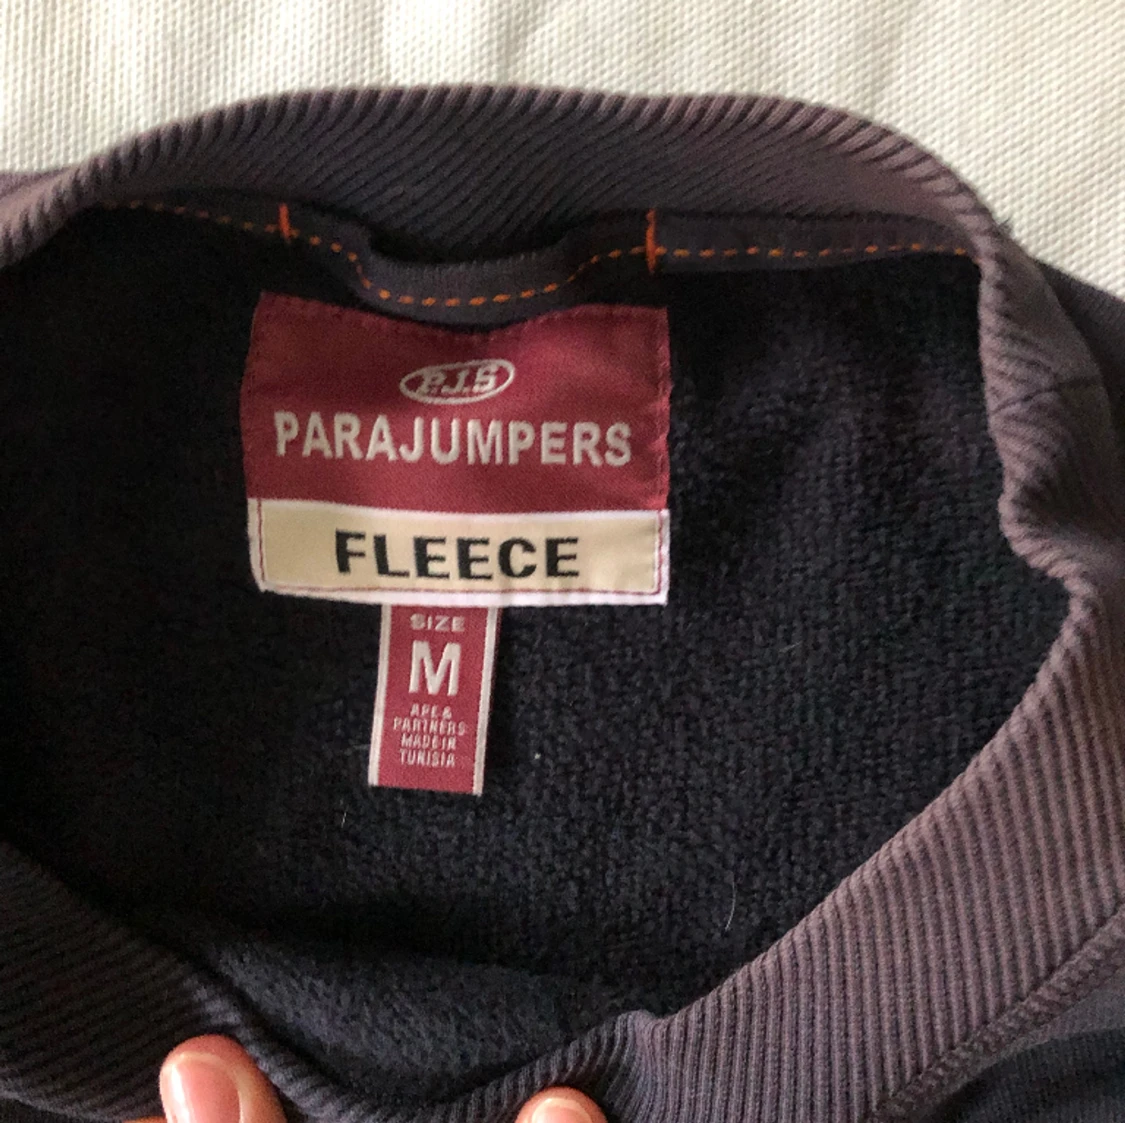 P.J.S
PARAJUMPERS
FLEECE
SIZE
M
APE &
PARTNERS
MADE IN
TUNISIA